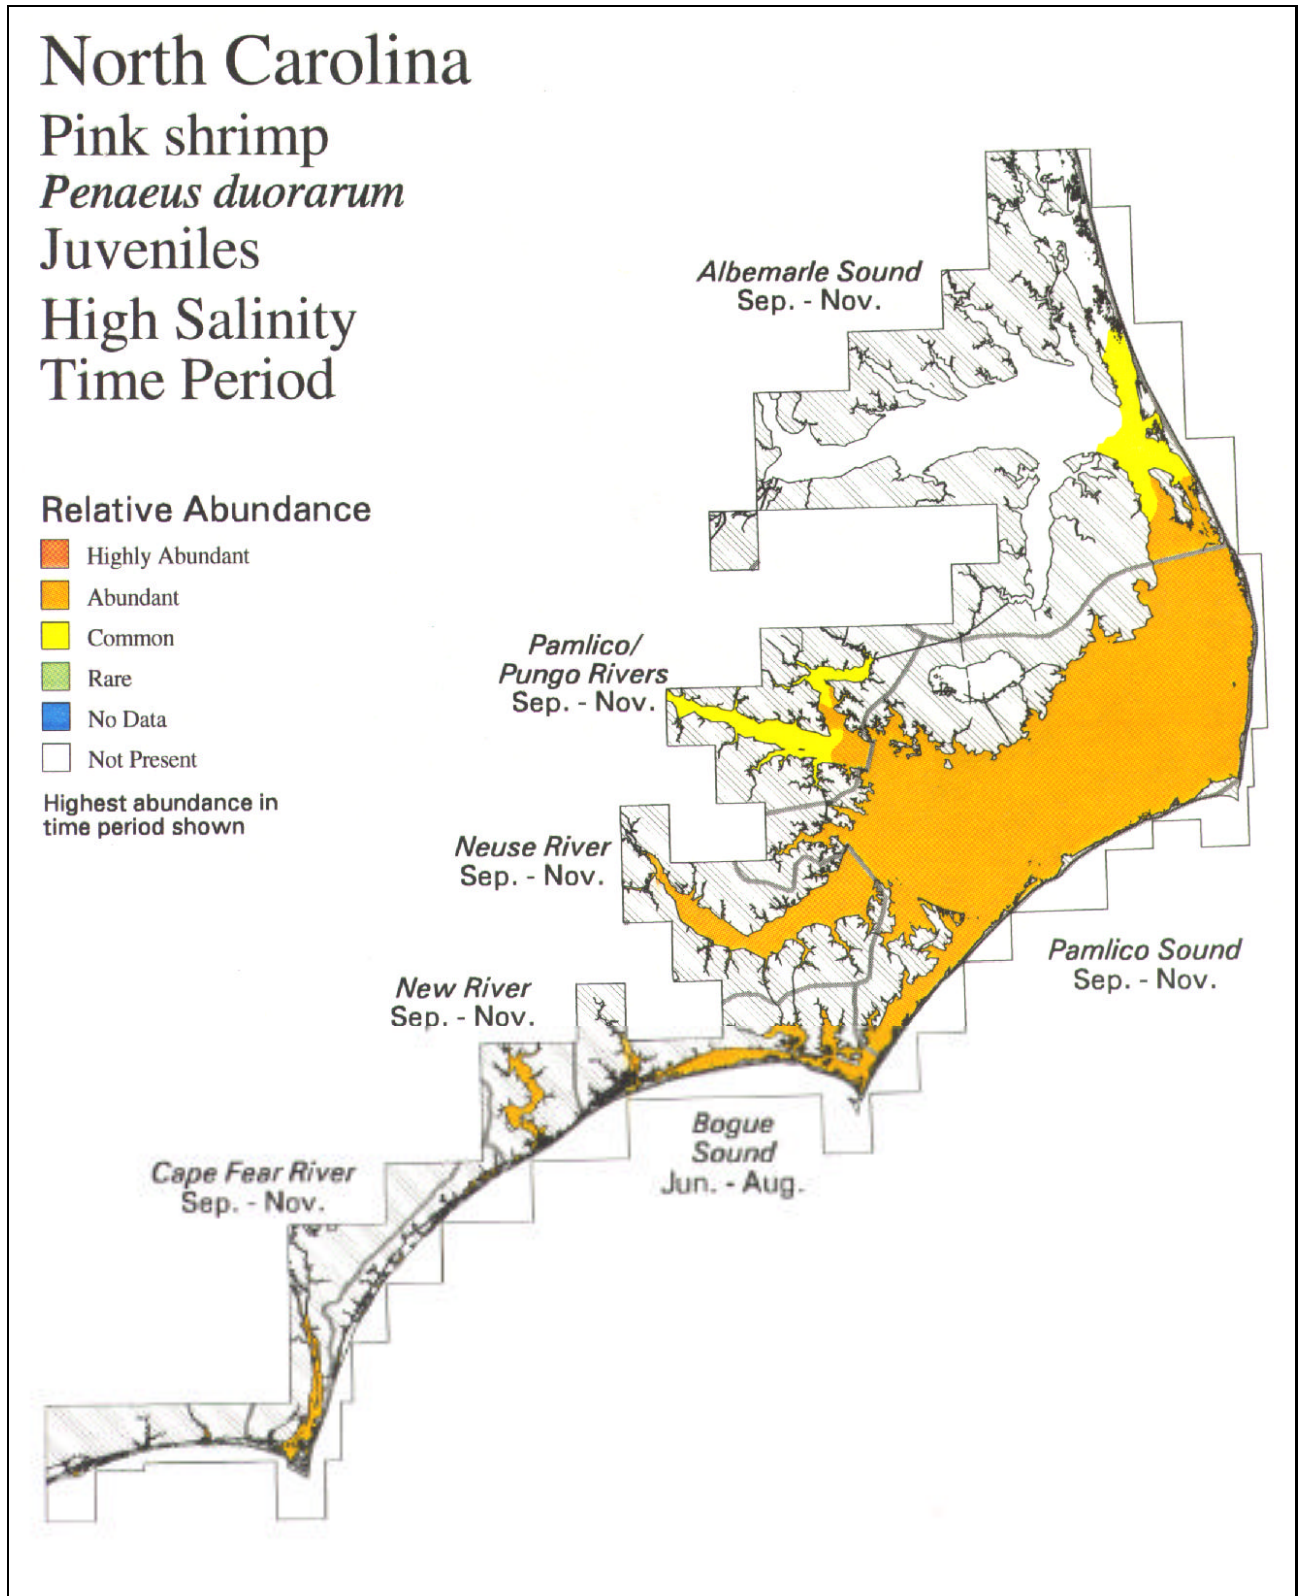 North Carolina
Pink shrimp
Penaeus duorarum
Juveniles
High Salinity
Time Period
Albemarle Sound
Sep. - Nov.
Relative Abundance
Highly Abundant
Abundant
Common
Rare
No Data
Not Present
Highest abundance in
time period shown
Pamlico/
Pungo Rivers
Sep. - Nov.
Neuse River
Sep. - Nov.
Pamlico Sound
Sep. - Nov.
New River
Sep. - Nov.
Bogue
Sound
Jun. - Aug.
Cape Fear River
Sep. - Nov.